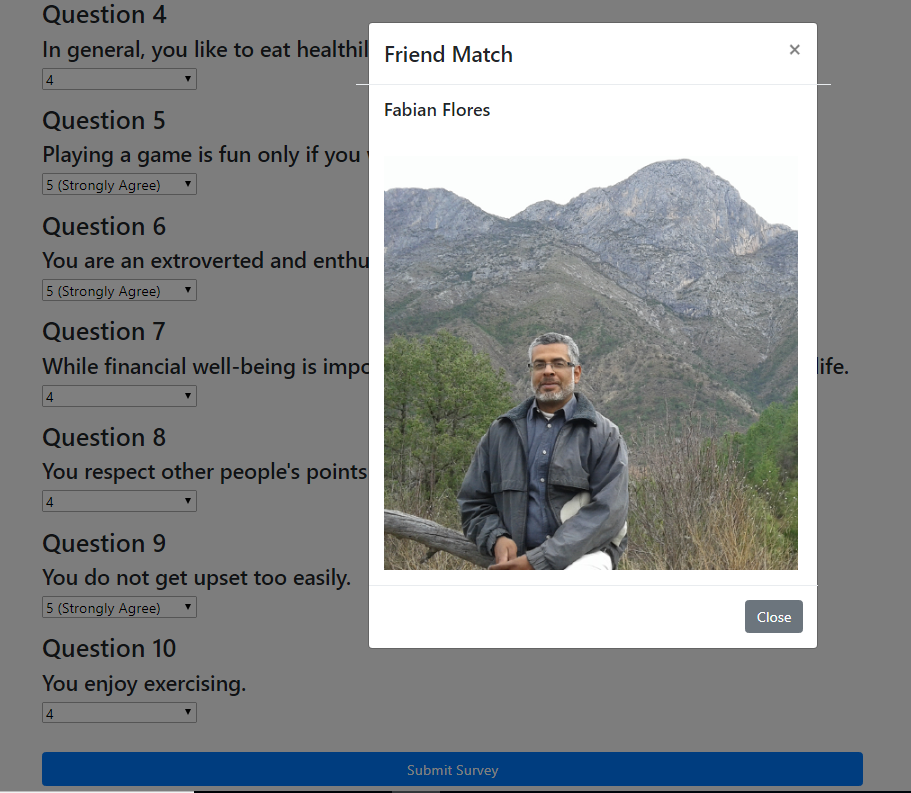 Question 4
In general, you like to eat healthil
4
Question 5
Playing a game is fun only if you
5 (Strongly Agree)
Question 6
You are an extroverted and enthu
5 (Strongly Agree)
Question 7
While financial well-being is impo
life.
4
Question 8
You respect other people's points
4
Question 9
You do not get upset too easily.
5 (Strongly Agree)
Question 10
You enjoy exercising.
4
Submit Survey
Friend Match
×
Fabian Flores
Close